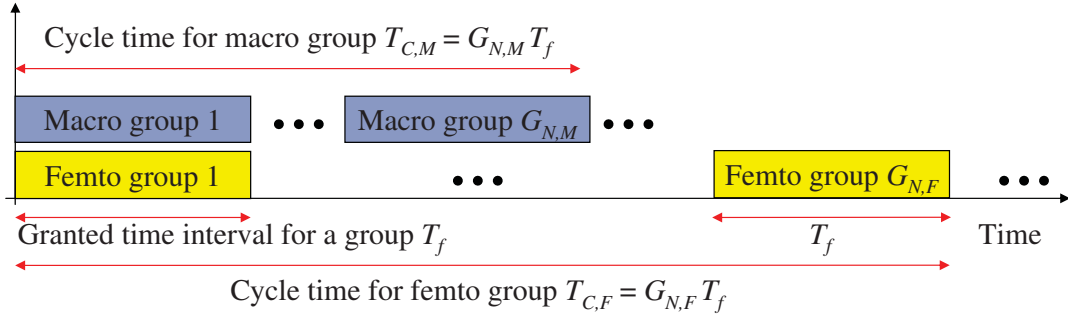 Cycle time for macro group T_{C,M} = G_{N,M} T_f
Macro group 1 ••• Macro group G_{N,M} •••
Femto group 1 ••• Femto group G_{N,F} •••
Granted time interval for a group T_f T_f Time
Cycle time for femto group T_{C,F} = G_{N,F} T_f